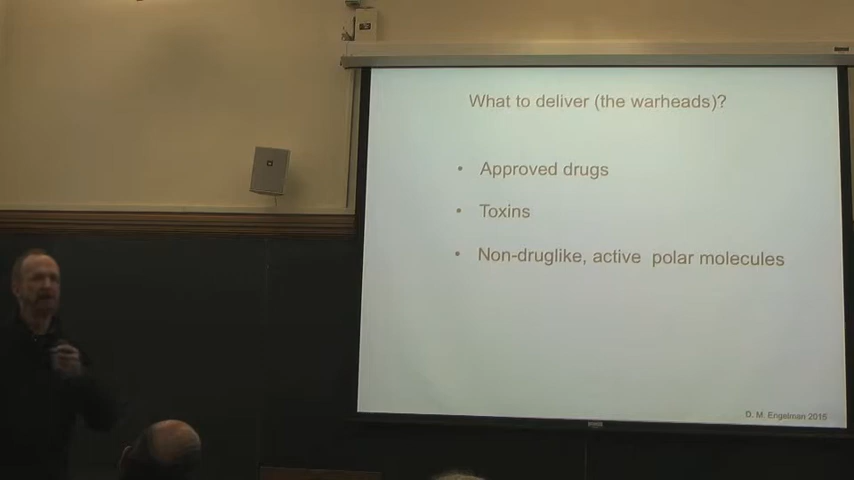 What to deliver (the warheads)?
• Approved drugs
• Toxins
• Non-druglike, active polar molecules
D. M. Engelman 2015